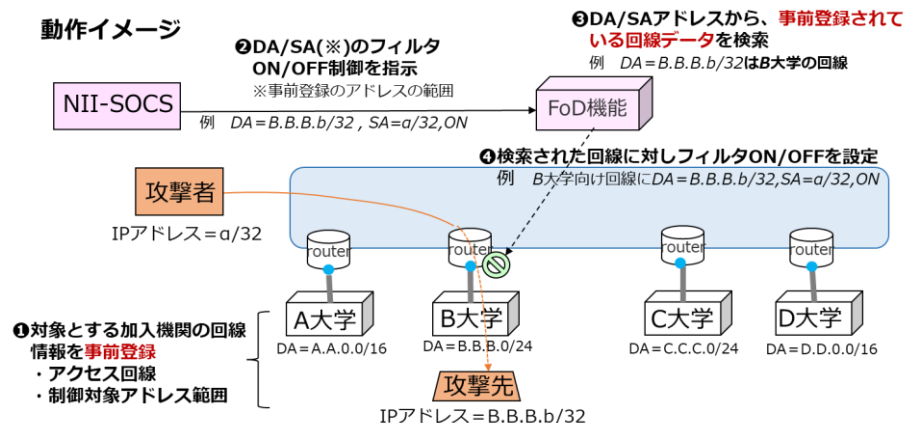 動作イメージ
❷DA/SA(※)のフィルタ
ON/OFF制御を指示
※事前登録のアドレスの範囲
❸DA/SAアドレスから、事前登録されて
いる回線データを検索
例 DA=B.B.B.b/32はB大学の回線
NII-SOCS
例 DA=B.B.B.b/32 , SA=a/32,ON
FoD機能
❹検索された回線に対しフィルタON/OFFを設定
例 B大学向け回線にDA=B.B.B.b/32,SA=a/32,ON
攻撃者
IPアドレス=a/32
router
router
router
router
A大学
B大学
C大学
D大学
DA=A.A.0.0/16
DA=B.B.B.0/24
DA=C.C.C.0/24
DA=D.D.0.0/16
❶対象とする加入機関の回線
情報を事前登録
・アクセス回線
・制御対象アドレス範囲
攻撃先
IPアドレス=B.B.B.b/32